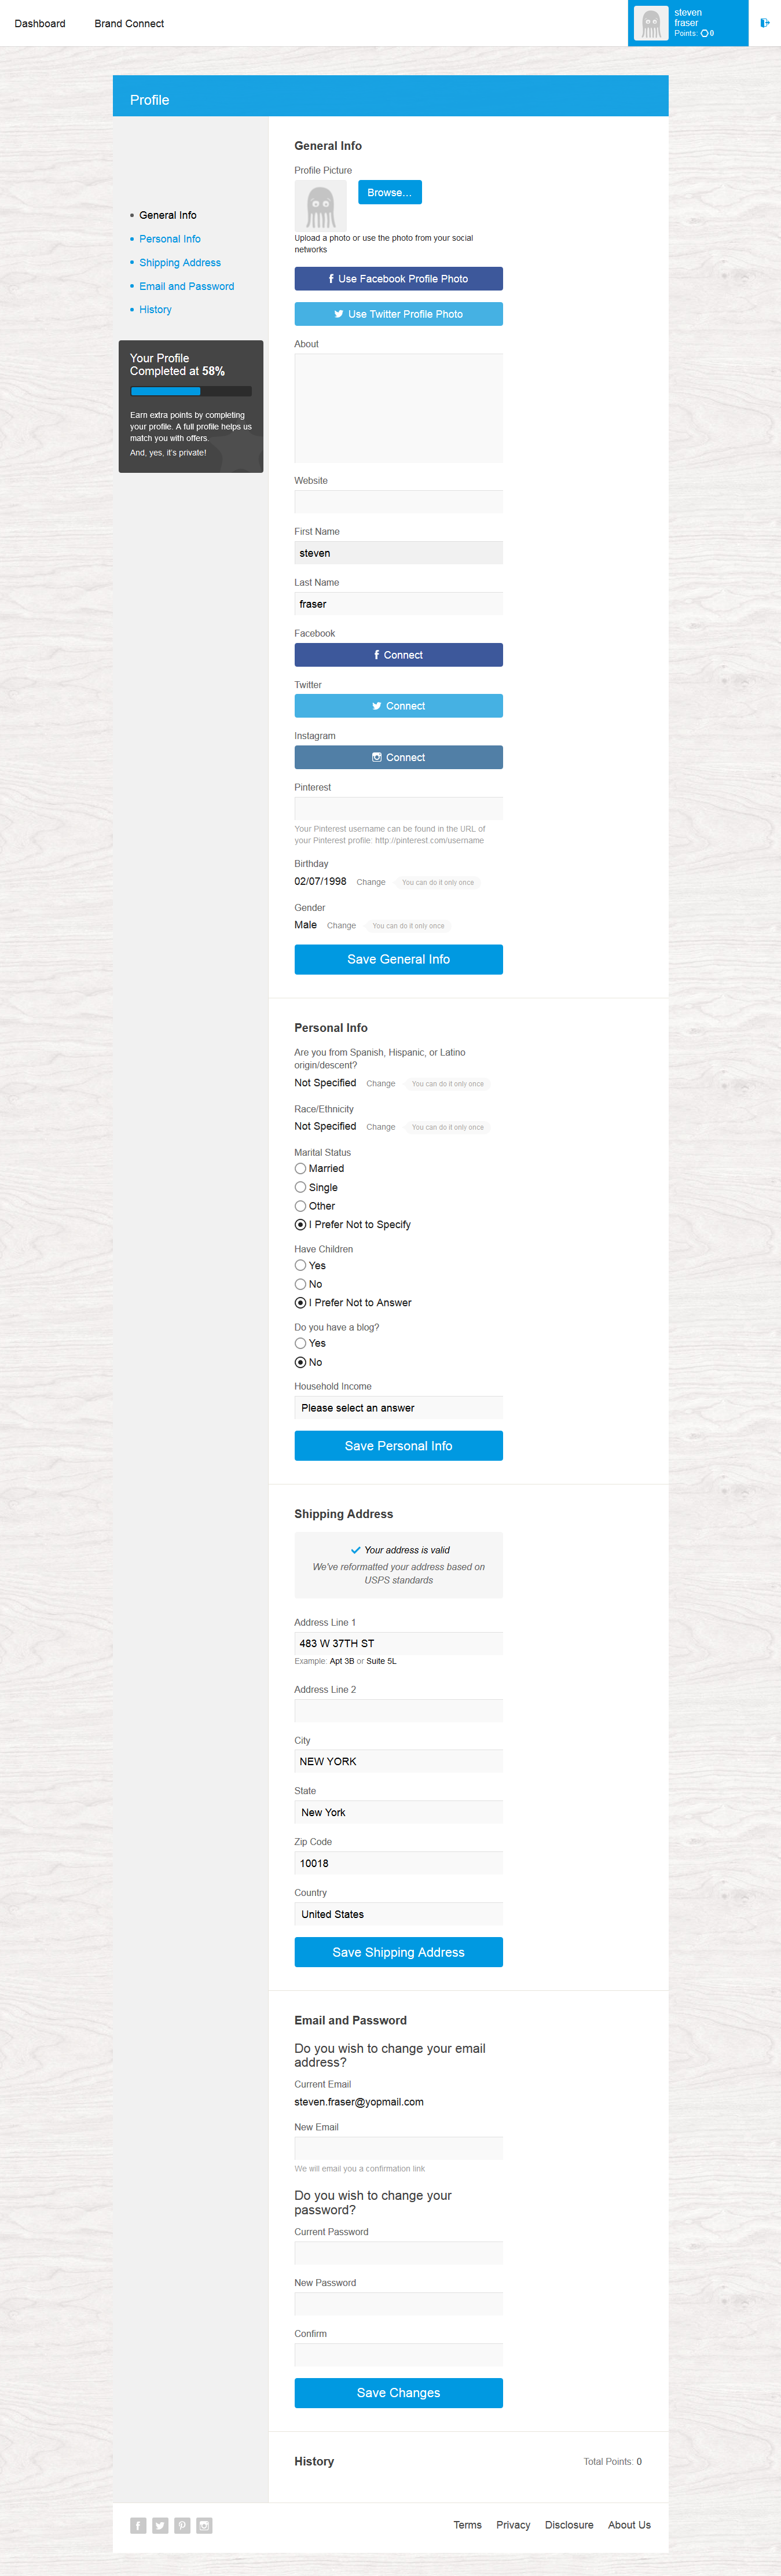 Dashboard
Brand Connect
steven
fraser
Points: 0
Profile
General Info
Personal Info
Shipping Address
Email and Password
History
Your Profile
Completed at 58%
Earn extra points by completing
your profile. A full profile helps us
match you with offers.
And, yes, it's private!
General Info
Profile Picture
Browse...
Upload a photo or use the photo from your social
networks
Use Facebook Profile Photo
Use Twitter Profile Photo
About
Website
First Name
steven
Last Name
fraser
Facebook
Connect
Twitter
Connect
Instagram
Connect
Pinterest
Your Pinterest username can be found in the URL of
your Pinterest profile: http://pinterest.com/username
Birthday
02/07/1998 Change You can do it only once
Gender
Male Change You can do it only once
Save General Info
Personal Info
Are you from Spanish, Hispanic, or Latino
origin/descent?
Not Specified Change You can do it only once
Race/Ethnicity
Not Specified Change You can do it only once
Marital Status
Married
Single
Other
I Prefer Not to Specify
Have Children
Yes
No
I Prefer Not to Answer
Do you have a blog?
Yes
No
Household Income
Please select an answer
Save Personal Info
Shipping Address
Your address is valid
We've reformatted your address based on
USPS standards
Address Line 1
483 W 37TH ST
Example: Apt 3B or Suite 5L
Address Line 2
City
NEW YORK
State
New York
Zip Code
10018
Country
United States
Save Shipping Address
Email and Password
Do you wish to change your email
address?
Current Email
steven.fraser@yopmail.com
New Email
We will email you a confirmation link
Do you wish to change your
password?
Current Password
New Password
Confirm
Save Changes
History
Total Points: 0
Terms Privacy Disclosure About Us